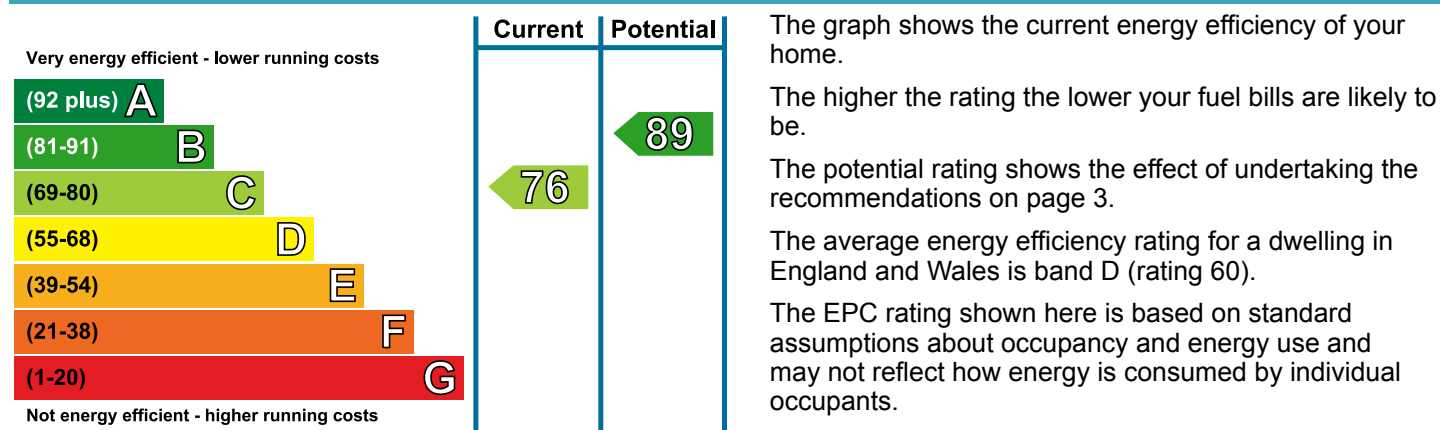 Current Potential
Very energy efficient - lower running costs
(92 plus) A
(81-91) B
(69-80) C
(55-68) D
(39-54) E
(21-38) F
(1-20) G
Not energy efficient - higher running costs
76
89
The graph shows the current energy efficiency of your
home.
The higher the rating the lower your fuel bills are likely to
be.
The potential rating shows the effect of undertaking the
recommendations on page 3.
The average energy efficiency rating for a dwelling in
England and Wales is band D (rating 60).
The EPC rating shown here is based on standard
assumptions about occupancy and energy use and
may not reflect how energy is consumed by individual
occupants.